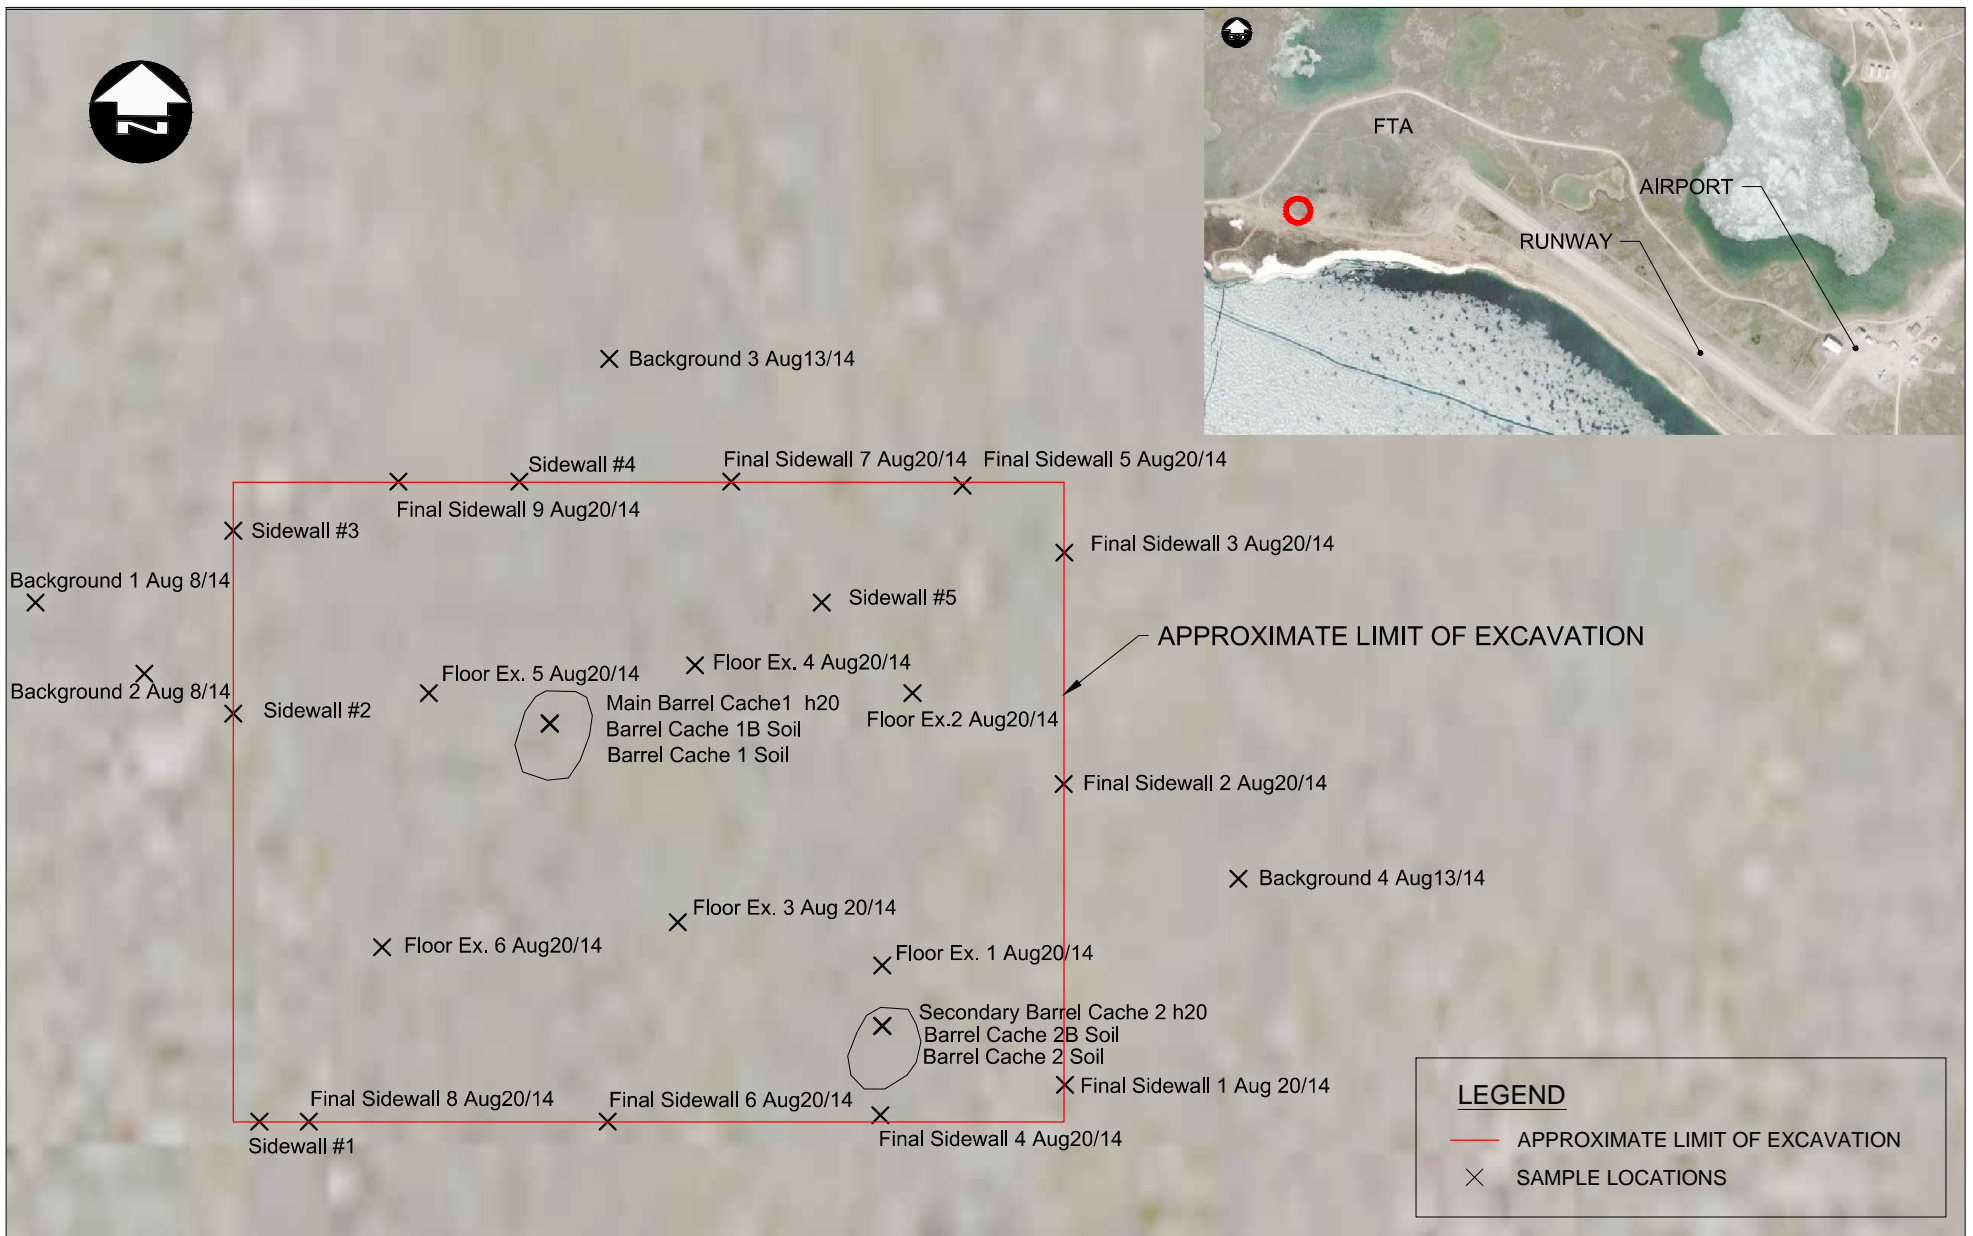 N
FTA
AIRPORT
RUNWAY
Background 3 Aug13/14
Sidewall #4
Final Sidewall 7 Aug20/14
Final Sidewall 5 Aug20/14
Final Sidewall 9 Aug20/14
Sidewall #3
Final Sidewall 3 Aug20/14
Background 1 Aug 8/14
Sidewall #5
APPROXIMATE LIMIT OF EXCAVATION
Floor Ex. 4 Aug20/14
Floor Ex. 5 Aug20/14
Background 2 Aug 8/14
Sidewall #2
Main Barrel Cache1 h20
Barrel Cache 1B Soil
Barrel Cache 1 Soil
Floor Ex.2 Aug20/14
Final Sidewall 2 Aug20/14
Background 4 Aug13/14
Floor Ex. 3 Aug 20/14
Floor Ex. 6 Aug20/14
Floor Ex. 1 Aug20/14
Secondary Barrel Cache 2 h20
Barrel Cache 2B Soil
Barrel Cache 2 Soil
Final Sidewall 1 Aug 20/14
Final Sidewall 8 Aug20/14
Final Sidewall 6 Aug20/14
Final Sidewall 4 Aug20/14
Sidewall #1
LEGEND
APPROXIMATE LIMIT OF EXCAVATION
SAMPLE LOCATIONS